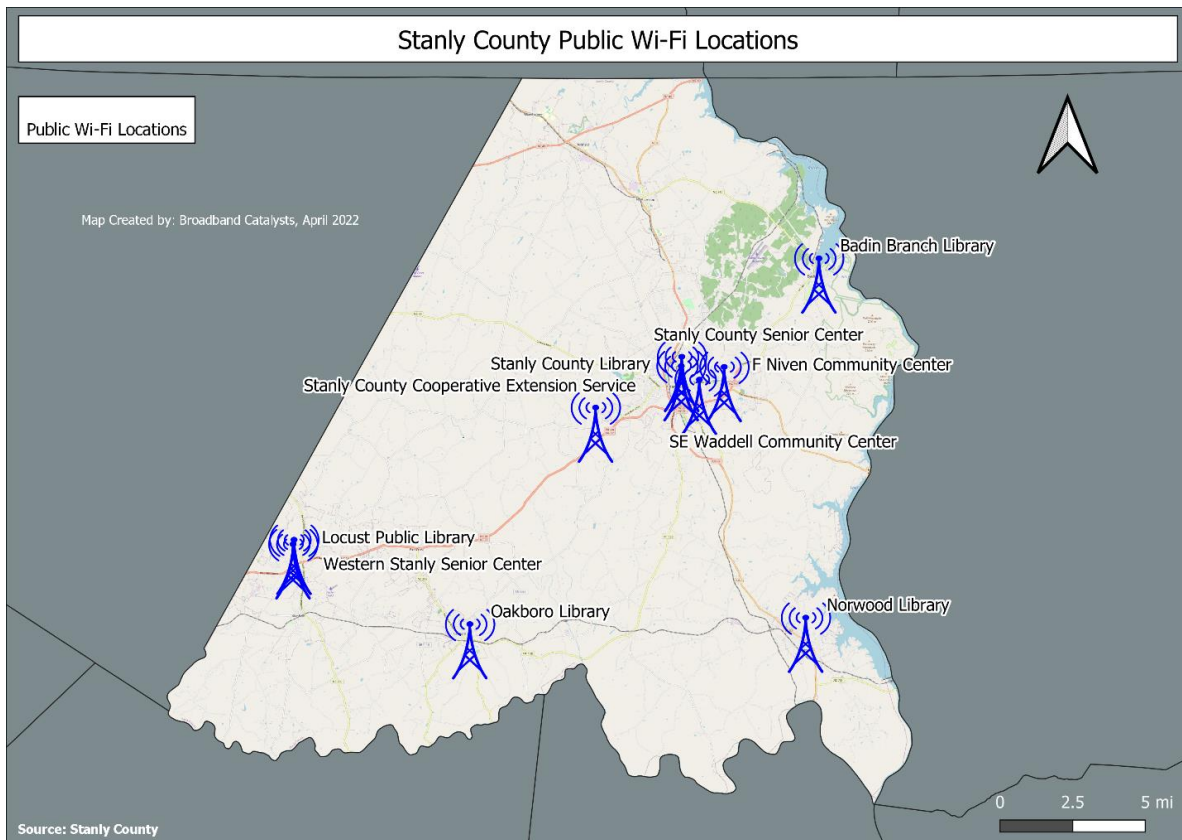 Stanly County Public Wi-Fi Locations
Public Wi-Fi Locations
Map Created by: Broadband Catalysts, April 2022
Badin Branch Library
Stanly County Senior Center
Stanly County Library
F Niven Community Center
Stanly County Cooperative Extension Service
SE Waddell Community Center
Locust Public Library
Western Stanly Senior Center
Oakboro Library
Norwood Library
0 2.5 5 mi
Source: Stanly County